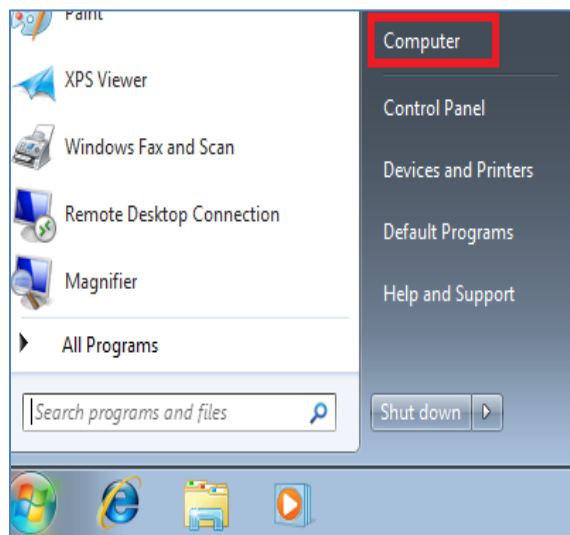 Paint
XPS Viewer
Windows Fax and Scan
Remote Desktop Connection
Magnifier
All Programs
Search programs and files
Computer
Control Panel
Devices and Printers
Default Programs
Help and Support
Shut down